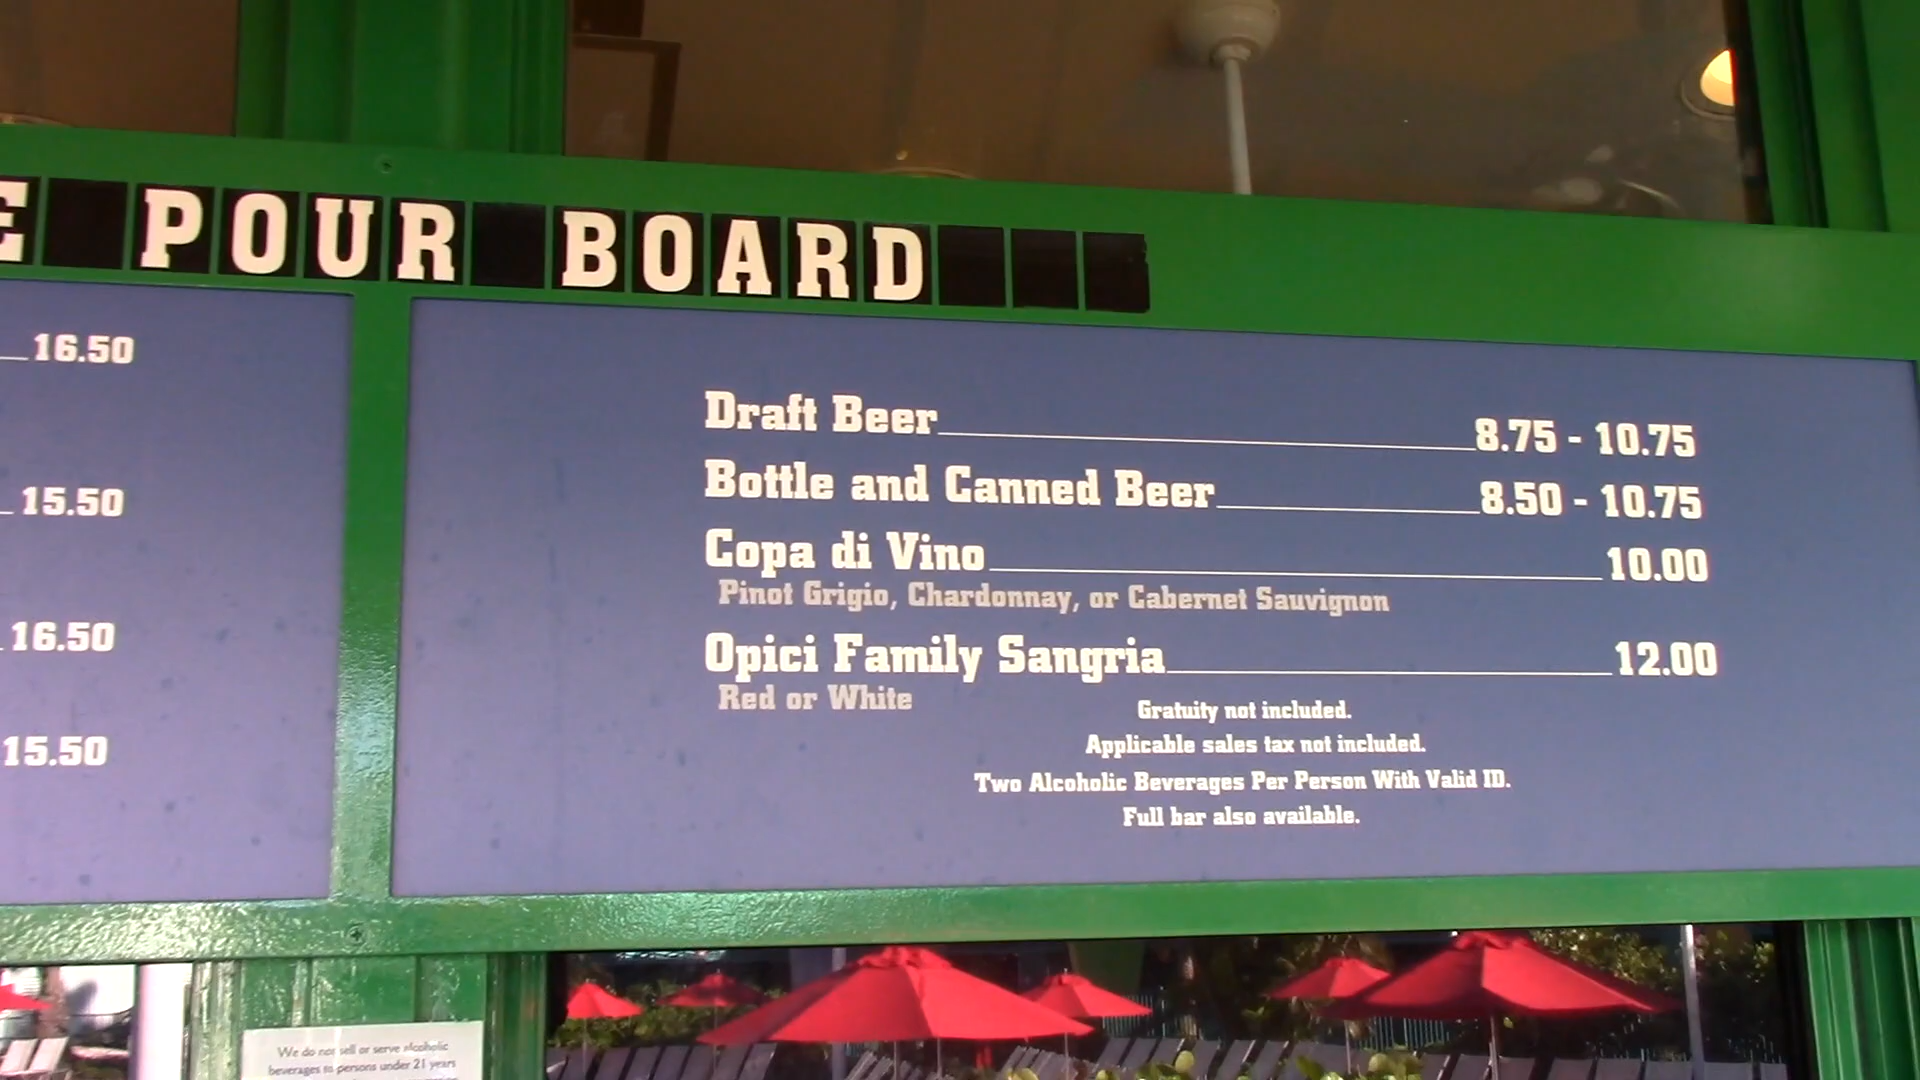 E POUR BOARD
16.50
15.50
16.50
15.50
Draft Beer 8.75 - 10.75
Bottle and Canned Beer 8.50 - 10.75
Copa di Vino 10.00
Pinot Grigio, Chardonnay, or Cabernet Sauvignon
Opici Family Sangria 12.00
Red or White
Gratuity not included.
Applicable sales tax not included.
Two Alcoholic Beverages Per Person With Valid ID.
Full bar also available.
We do not sell or serve alcoholic
beverages to persons under 21 years